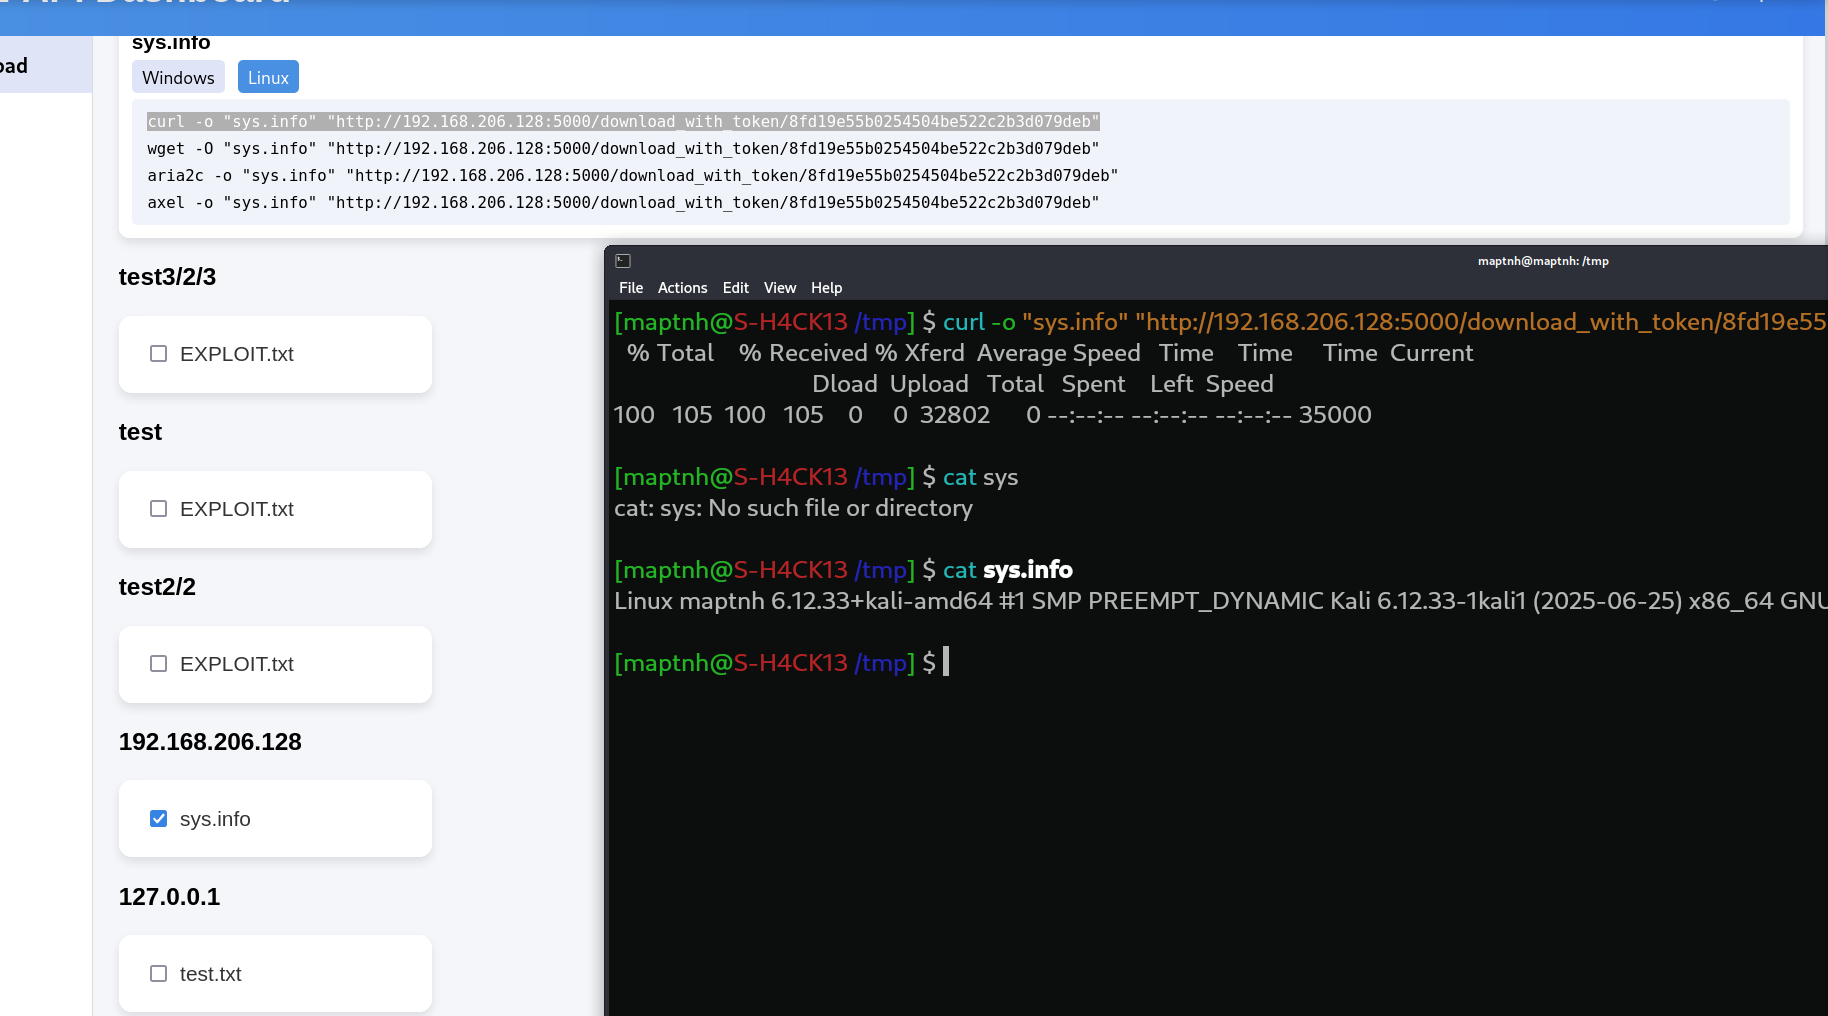 API Dashboard
oad
sys.info
Windows
Linux
curl -o "sys.info" "http://192.168.206.128:5000/download_with_token/8fd19e55b0254504be522c2b3d079deb"
wget -O "sys.info" "http://192.168.206.128:5000/download_with_token/8fd19e55b0254504be522c2b3d079deb"
aria2c -o "sys.info" "http://192.168.206.128:5000/download_with_token/8fd19e55b0254504be522c2b3d079deb"
axel -o "sys.info" "http://192.168.206.128:5000/download_with_token/8fd19e55b0254504be522c2b3d079deb"
test3/2/3
EXPLOIT.txt
test
EXPLOIT.txt
test2/2
EXPLOIT.txt
192.168.206.128
sys.info
127.0.0.1
test.txt
maptnh@maptnh: /tmp
File Actions Edit View Help
[maptnh@S-H4CK13 /tmp] $ curl -o "sys.info" "http://192.168.206.128:5000/download_with_token/8fd19e55
% Total % Received % Xferd Average Speed Time Time Time Current
Dload Upload Total Spent Left Speed
100 105 100 105 0 0 32802 0 --:--:-- --:--:-- --:--:-- 35000
[maptnh@S-H4CK13 /tmp] $ cat sys
cat: sys: No such file or directory
[maptnh@S-H4CK13 /tmp] $ cat sys.info
Linux maptnh 6.12.33+kali-amd64 #1 SMP PREEMPT_DYNAMIC Kali 6.12.33-1kali1 (2025-06-25) x86_64 GNU
[maptnh@S-H4CK13 /tmp] $